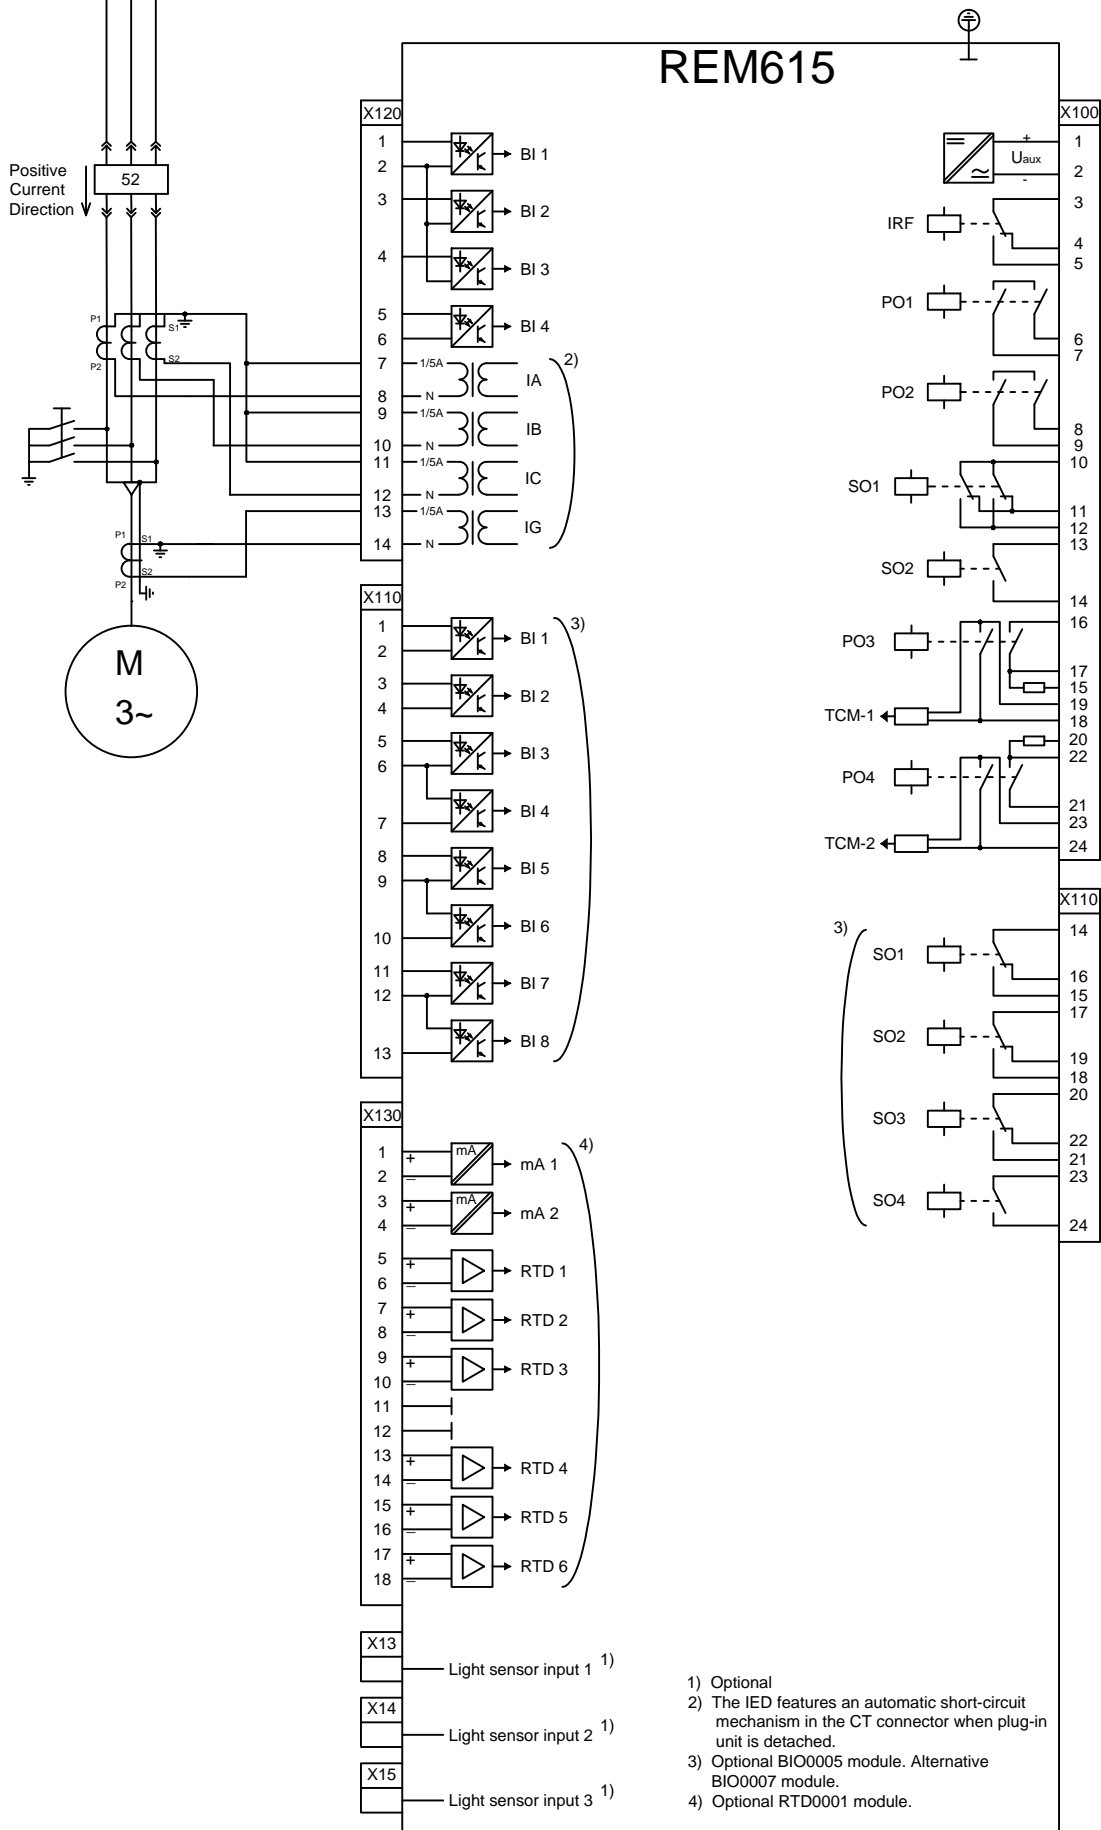 REM615
Positive
Current
Direction
52
P1
P2
S1
S2
P1
S1
P2
S2
M
3~
X120
1
2
3
4
5
6
7
8
9
10
11
12
13
14
BI 1
BI 2
BI 3
BI 4
1/5A
N
IA
1/5A
N
IB
1/5A
N
IC
1/5A
N
IG
2)
X110
1
2
3
4
5
6
7
8
9
10
11
12
13
BI 1
BI 2
BI 3
BI 4
BI 5
BI 6
BI 7
BI 8
3)
X130
1
2
3
4
5
6
7
8
9
10
11
12
13
14
15
16
17
18
+
–
mA
mA 1
+
–
mA
mA 2
+
–
RTD 1
+
–
RTD 2
+
–
RTD 3
+
–
RTD 4
+
–
RTD 5
+
–
RTD 6
4)
X13
Light sensor input 1 1)
X14
Light sensor input 2 1)
X15
Light sensor input 3 1)
X100
+
Uaux
-
1
2
IRF
3
4
5
PO1
6
7
PO2
8
9
SO1
10
11
12
SO2
13
14
PO3
TCM-1
16
17
15
19
18
PO4
TCM-2
20
22
21
23
24
X110
3)
SO1
14
16
15
SO2
17
19
18
SO3
20
22
21
SO4
23
24
1) Optional
2) The IED features an automatic short-circuit
mechanism in the CT connector when plug-in
unit is detached.
3) Optional BIO0005 module. Alternative
BIO0007 module.
4) Optional RTD0001 module.